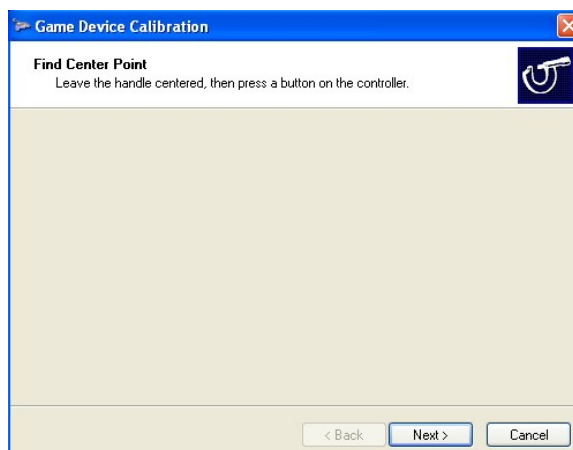 Game Device Calibration
Find Center Point
Leave the handle centered, then press a button on the controller.
< Back Next > Cancel